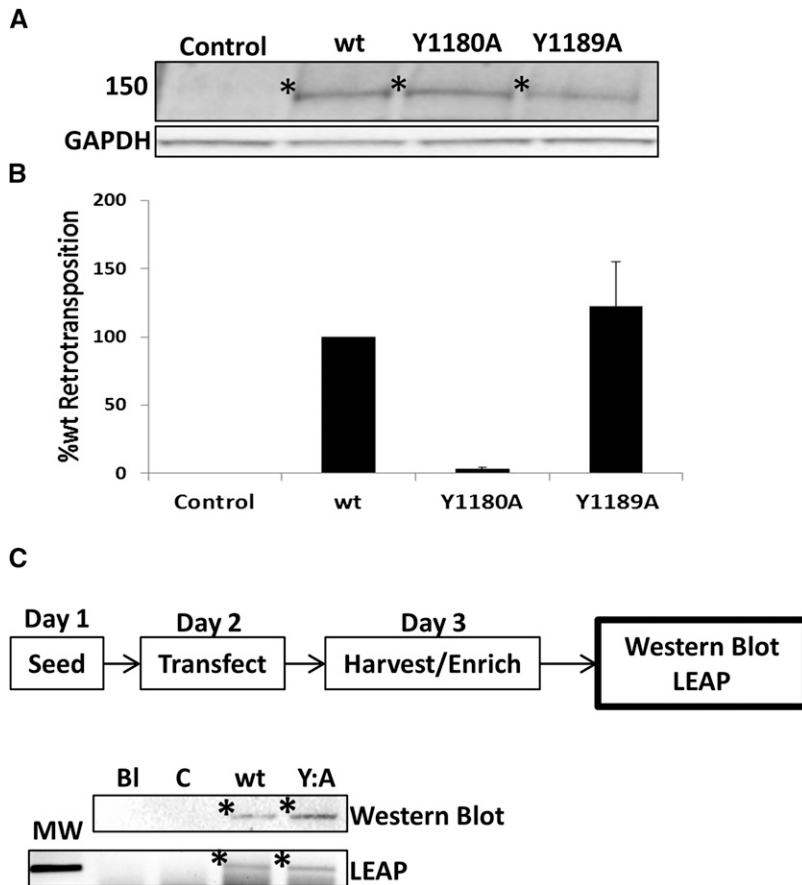 A
Control wt Y1180A Y1189A
150 * * *
GAPDH
B
%wt Retrotransposition
200
150
100
50
0
Control wt Y1180A Y1189A
C
Day 1 Day 2 Day 3
Seed Transfect Harvest/Enrich Western Blot
LEAP
Bl C wt Y:A
* * Western Blot
MW
* * LEAP